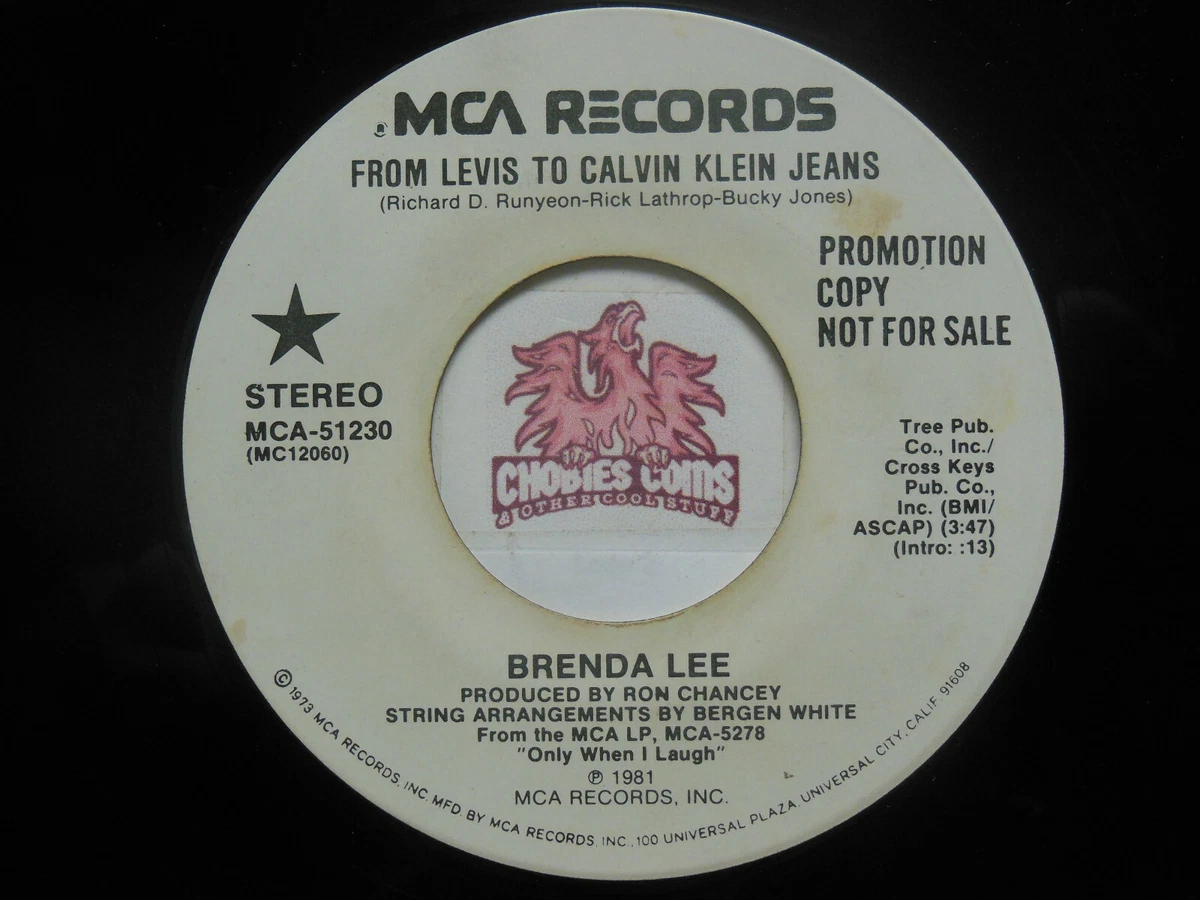 MCA RECORDS
FROM LEVIS TO CALVIN KLEIN JEANS
(Richard D. Runyeon-Rick Lathrop-Bucky Jones)
PROMOTION
COPY
NOT FOR SALE
STEREO
MCA-51230
(MC12060)
Tree Pub.
Co., Inc./
Cross Keys
Pub. Co.,
Inc. (BMI/
ASCAP) (3:47)
(Intro: :13)
CHOBIES COINS
& OTHER COOL STUFF
BRENDA LEE
PRODUCED BY RON CHANCEY
STRING ARRANGEMENTS BY BERGEN WHITE
From the MCA LP, MCA-5278
"Only When I Laugh"
℗ 1981
MCA RECORDS, INC.
© 1973 MCA RECORDS, INC. MFD. BY MCA RECORDS, INC., 100 UNIVERSAL PLAZA, UNIVERSAL CITY, CALIF. 91608